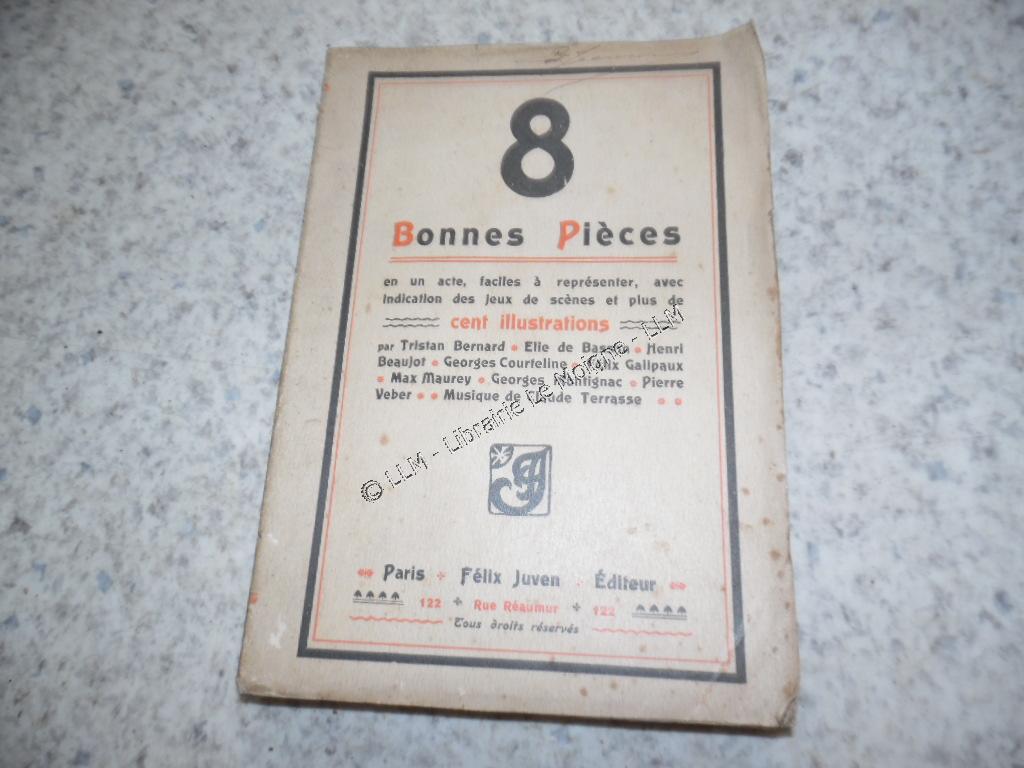 8
Bonnes Pièces
en un acte, faciles à représenter, avec
indication des jeux de scènes et plus de
cent illustrations
par Tristan Bernard • Elie de Bassan • Henri
Beaujot • Georges Courteline • Félix Galipaux
• Max Maurey • Georges Montignac • Pierre
Veber • • Musique de Claude Terrasse • •
© LLM - Librairie Le Moigne - LLM
Paris + Félix Juven . Éditeur
122 + Rue Réaumur + 122
Tous droits réservés